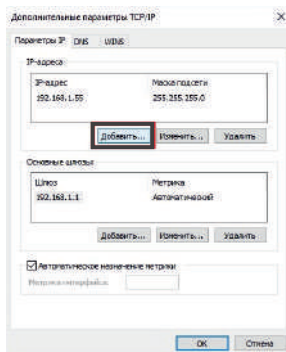 Дополнительные параметры TCP/IP
Параметры IP DNS WINS
IP-адреса
IP-адрес Маска подсети
192.168.1.55 255.255.255.0
Добавить... Изменить... Удалить
Основные шлюзы:
Шлюз Метрика
192.168.1.1 Автоматический
Добавить... Изменить... Удалить
Автоматическое назначение метрики
Метрика интерфейса:
OK Отмена